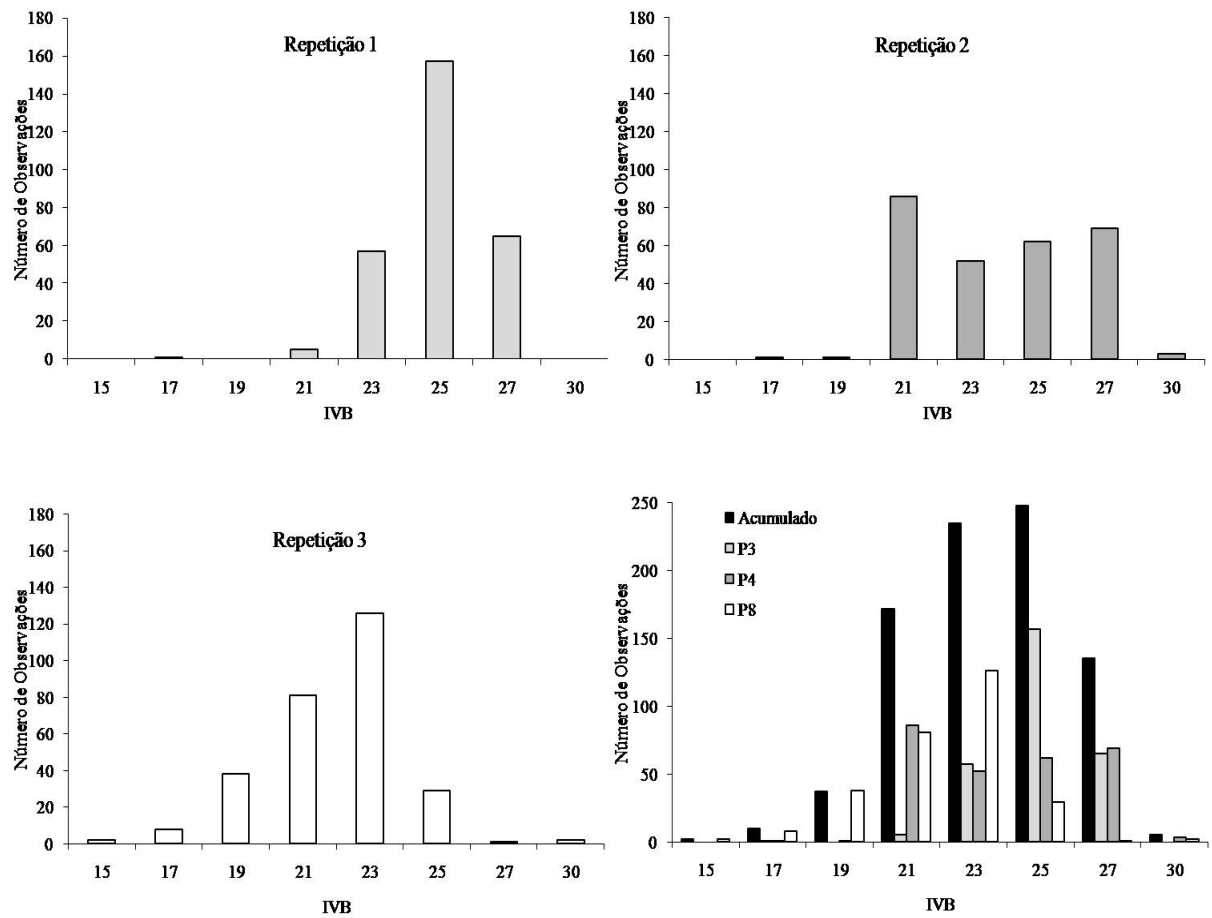 Repetição 1
Número de Observações
180
160
140
120
100
80
60
40
20
0
15 17 19 21 23 25 27 30
IVB
Repetição 2
Número de Observações
180
160
140
120
100
80
60
40
20
0
15 17 19 21 23 25 27 30
IVB
Repetição 3
Número de Observações
180
160
140
120
100
80
60
40
20
0
15 17 19 21 23 25 27 30
IVB
Acumulado
P3
P4
P8
Número de Observações
250
200
150
100
50
0
15 17 19 21 23 25 27 30
IVB